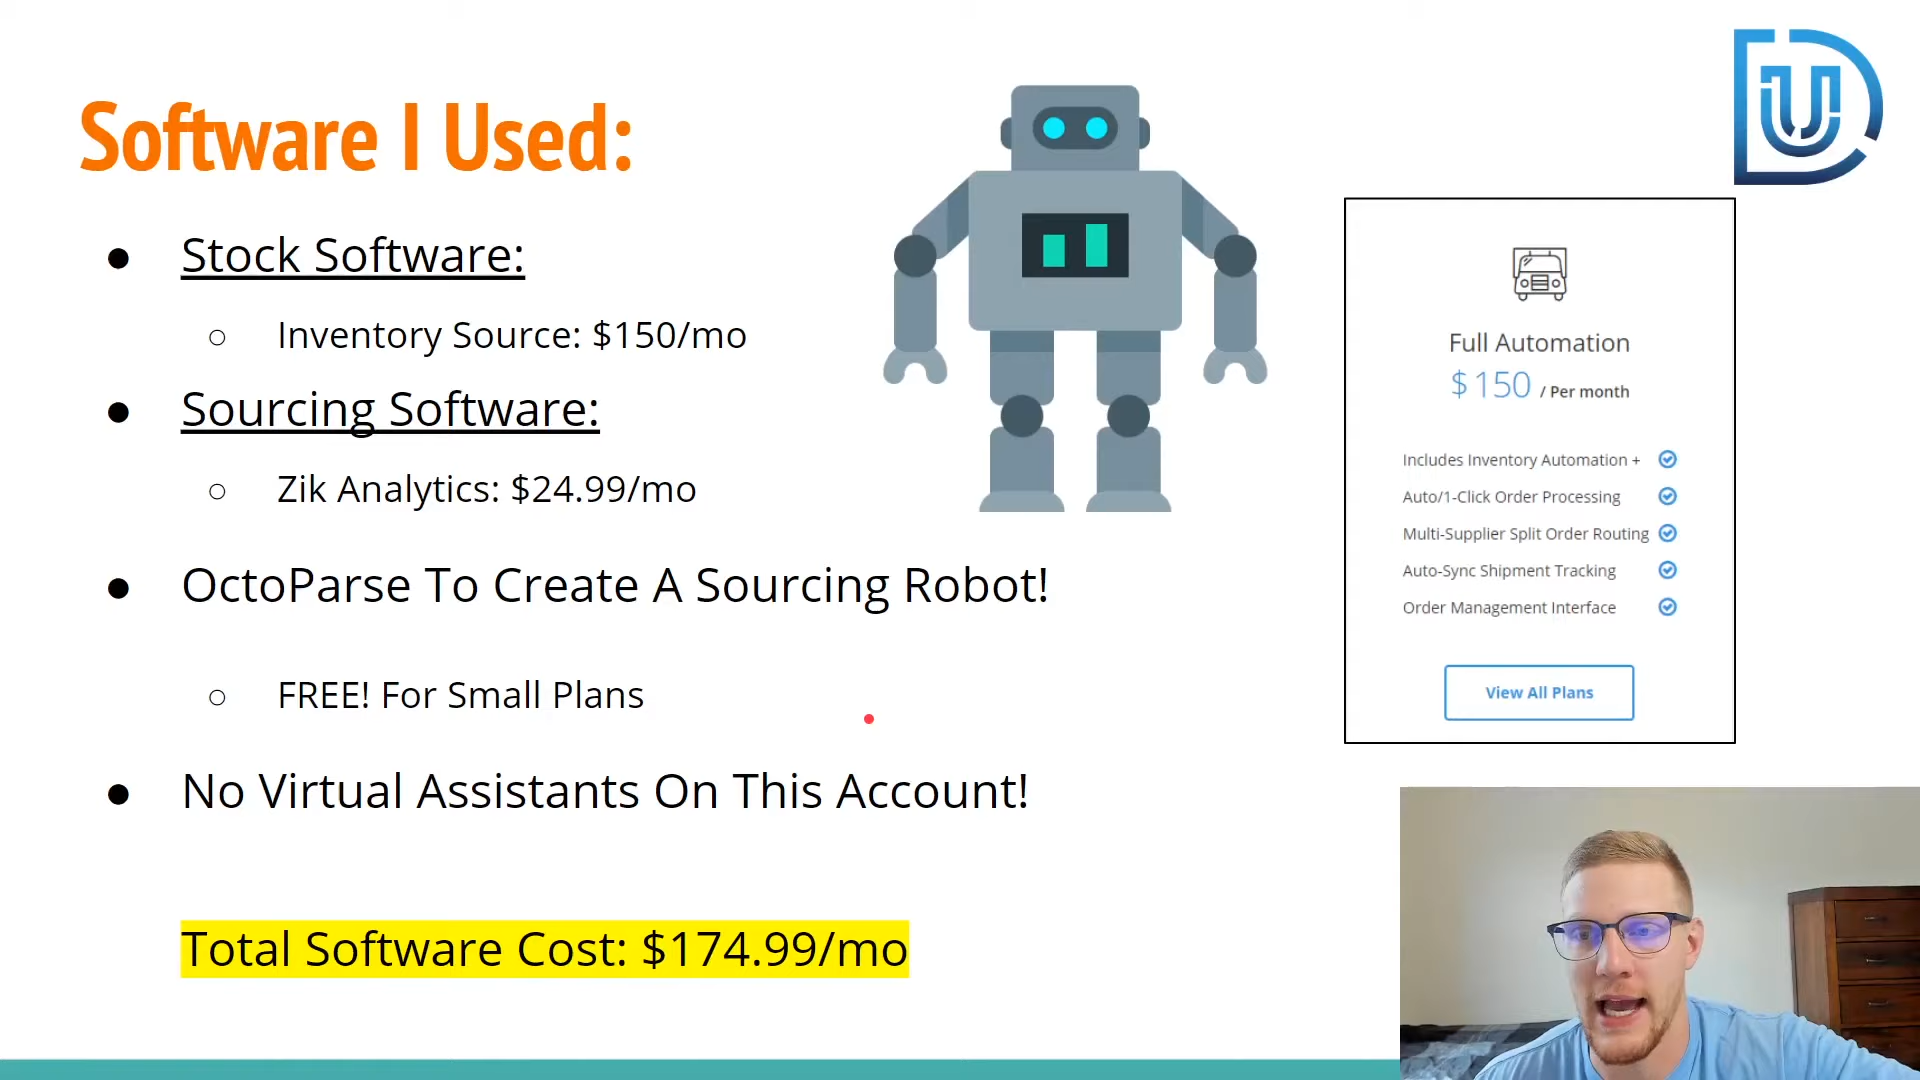 Software I Used:
● Stock Software:
○ Inventory Source: $150/mo
● Sourcing Software:
○ Zik Analytics: $24.99/mo
● OctoParse To Create A Sourcing Robot!
○ FREE! For Small Plans
● No Virtual Assistants On This Account!
Total Software Cost: $174.99/mo
DU
Full Automation
$150 / Per month
Includes Inventory Automation +
Auto/1-Click Order Processing
Multi-Supplier Split Order Routing
Auto-Sync Shipment Tracking
Order Management Interface
View All Plans